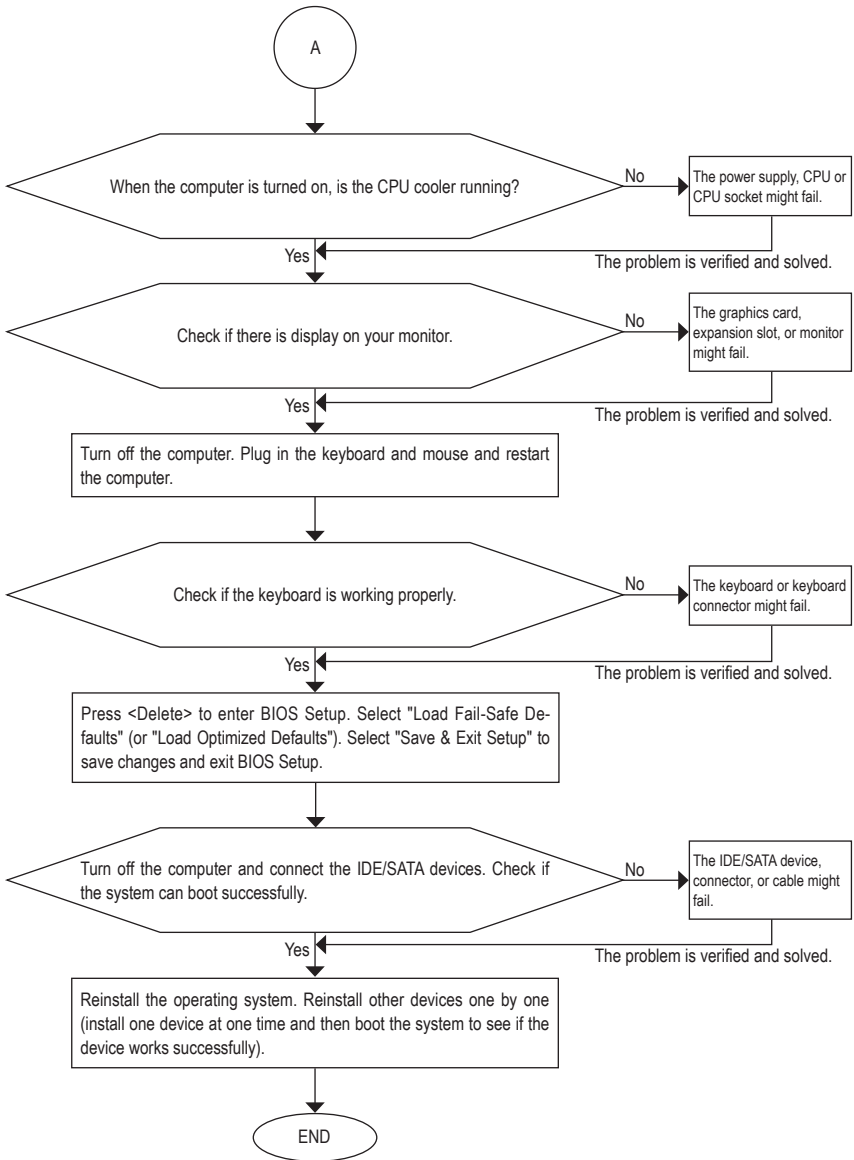 A
When the computer is turned on, is the CPU cooler running?
No
The power supply, CPU or
CPU socket might fail.
Yes
The problem is verified and solved.
Check if there is display on your monitor.
No
The graphics card,
expansion slot, or monitor
might fail.
Yes
The problem is verified and solved.
Turn off the computer. Plug in the keyboard and mouse and restart
the computer.
Check if the keyboard is working properly.
No
The keyboard or keyboard
connector might fail.
Yes
The problem is verified and solved.
Press <Delete> to enter BIOS Setup. Select "Load Fail-Safe De-
faults" (or "Load Optimized Defaults"). Select "Save & Exit Setup" to
save changes and exit BIOS Setup.
Turn off the computer and connect the IDE/SATA devices. Check if
the system can boot successfully.
No
The IDE/SATA device,
connector, or cable might
fail.
Yes
The problem is verified and solved.
Reinstall the operating system. Reinstall other devices one by one
(install one device at one time and then boot the system to see if the
device works successfully).
END